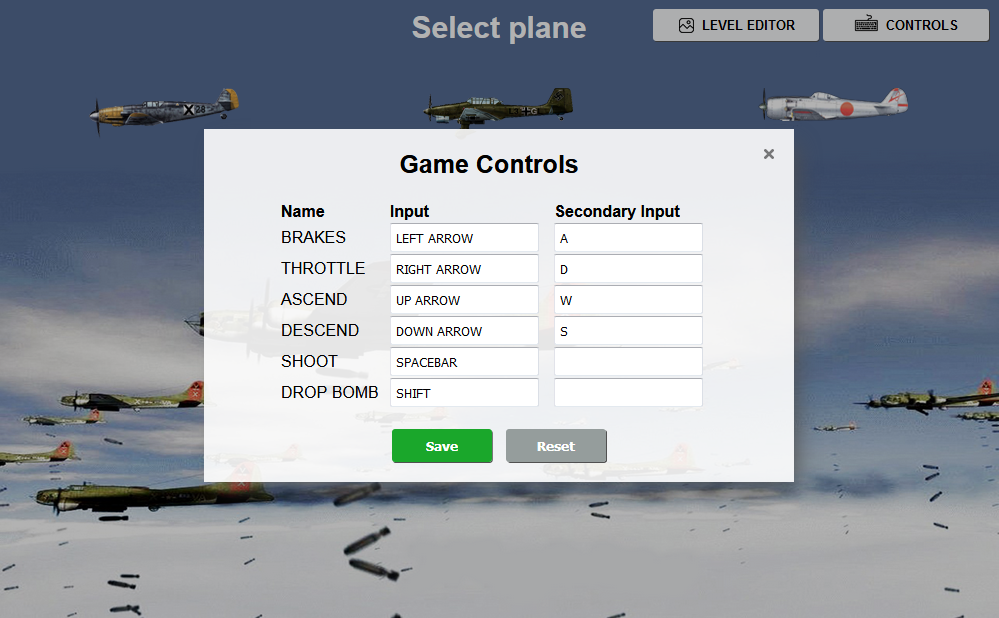 Select plane
LEVEL EDITOR
CONTROLS
Game Controls
×
Name Input Secondary Input
BRAKES LEFT ARROW A
THROTTLE RIGHT ARROW D
ASCEND UP ARROW W
DESCEND DOWN ARROW S
SHOOT SPACEBAR
DROP BOMB SHIFT
Save Reset